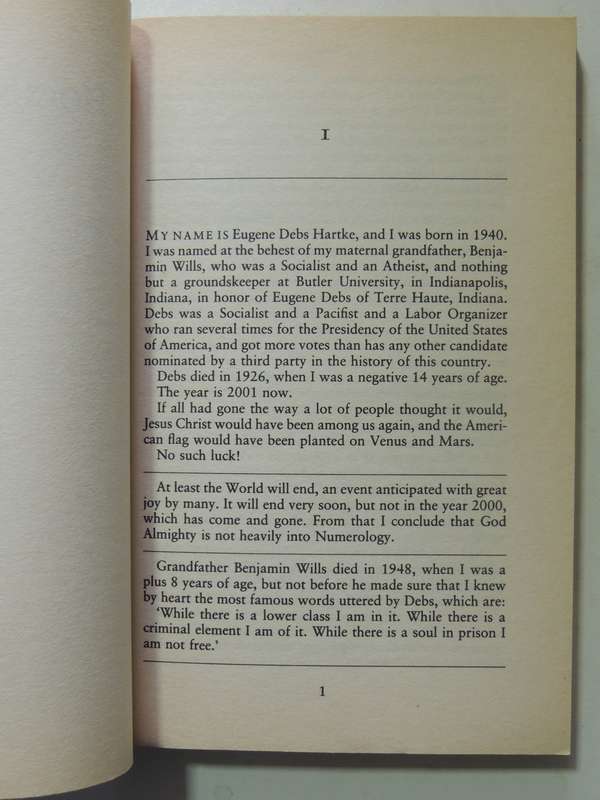 I
MY NAME IS Eugene Debs Hartke, and I was born in 1940.
I was named at the behest of my maternal grandfather, Benja-
min Wills, who was a Socialist and an Atheist, and nothing
but a groundskeeper at Butler University, in Indianapolis,
Indiana, in honor of Eugene Debs of Terre Haute, Indiana.
Debs was a Socialist and a Pacifist and a Labor Organizer
who ran several times for the Presidency of the United States
of America, and got more votes than has any other candidate
nominated by a third party in the history of this country.
Debs died in 1926, when I was a negative 14 years of age.
The year is 2001 now.
If all had gone the way a lot of people thought it would,
Jesus Christ would have been among us again, and the Ameri-
can flag would have been planted on Venus and Mars.
No such luck!
At least the World will end, an event anticipated with great
joy by many. It will end very soon, but not in the year 2000,
which has come and gone. From that I conclude that God
Almighty is not heavily into Numerology.
Grandfather Benjamin Wills died in 1948, when I was a
plus 8 years of age, but not before he made sure that I knew
by heart the most famous words uttered by Debs, which are:
‘While there is a lower class I am in it. While there is a
criminal element I am of it. While there is a soul in prison I
am not free.’
1